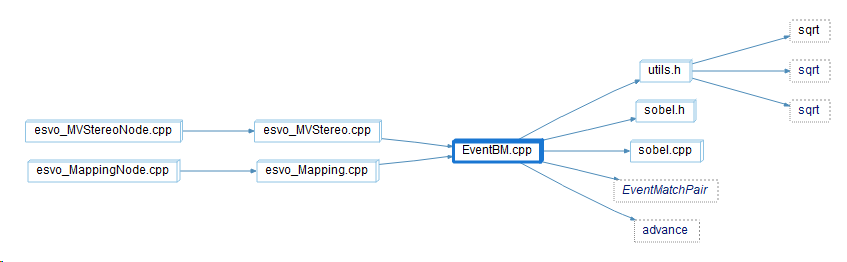 sqrt
utils.h
sqrt
sobel.h
sqrt
esvo_MVStereoNode.cpp
esvo_MVStereo.cpp
EventBM.cpp
sobel.cpp
esvo_MappingNode.cpp
esvo_Mapping.cpp
EventMatchPair
advance